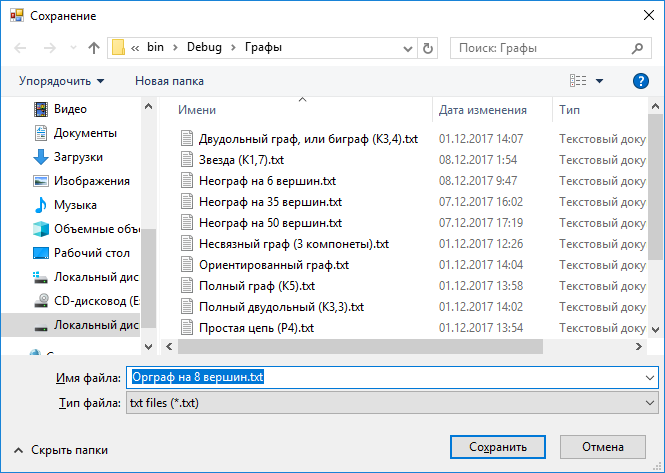 Сохранение
« bin › Debug › Графы
Поиск: Графы
Упорядочить
Новая папка
?
Имени
Дата изменения
Тип
Видео
Документы
Загрузки
Изображения
Музыка
Объемные объе
Рабочий стол
Локальный дис
CD-дисковод (E
Локальный дис
Двудольный граф, или биграф (К3,4).txt 01.12.2017 14:07 Текстовый доку
Звезда (К1,7).txt 08.12.2017 1:54 Текстовый доку
Неограф на 6 вершин.txt 08.12.2017 9:47 Текстовый доку
Неограф на 35 вершин.txt 07.12.2017 16:02 Текстовый доку
Неограф на 50 вершин.txt 07.12.2017 17:19 Текстовый доку
Несвязный граф (3 компонеты).txt 01.12.2017 12:26 Текстовый доку
Ориентированный граф.txt 01.12.2017 14:04 Текстовый доку
Полный граф (К5).txt 01.12.2017 13:58 Текстовый доку
Полный двудольный (К3,3).txt 01.12.2017 14:02 Текстовый доку
Простая цепь (Р4).txt 01.12.2017 13:54 Текстовый доку
Имя файла: Орграф на 8 вершин.txt
Тип файла: txt files (*.txt)
Скрыть папки
Сохранить
Отмена